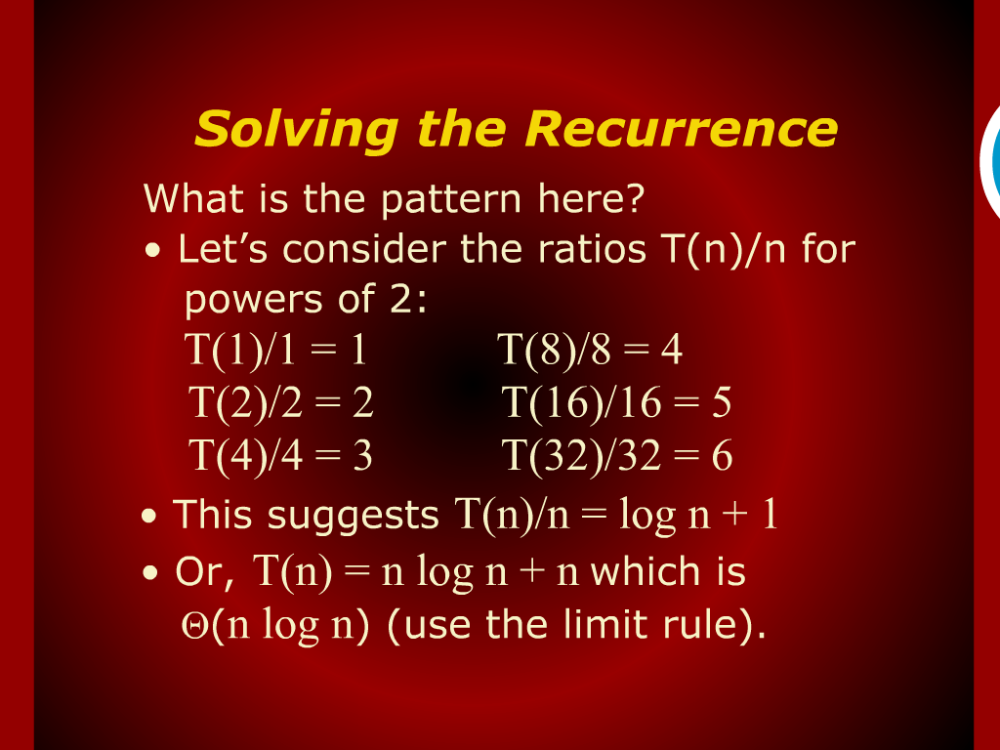 Solving the Recurrence
What is the pattern here?
• Let’s consider the ratios T(n)/n for
powers of 2:
T(1)/1 = 1 T(8)/8 = 4
T(2)/2 = 2 T(16)/16 = 5
T(4)/4 = 3 T(32)/32 = 6
• This suggests T(n)/n = log n + 1
• Or, T(n) = n log n + n which is
Θ(n log n) (use the limit rule).